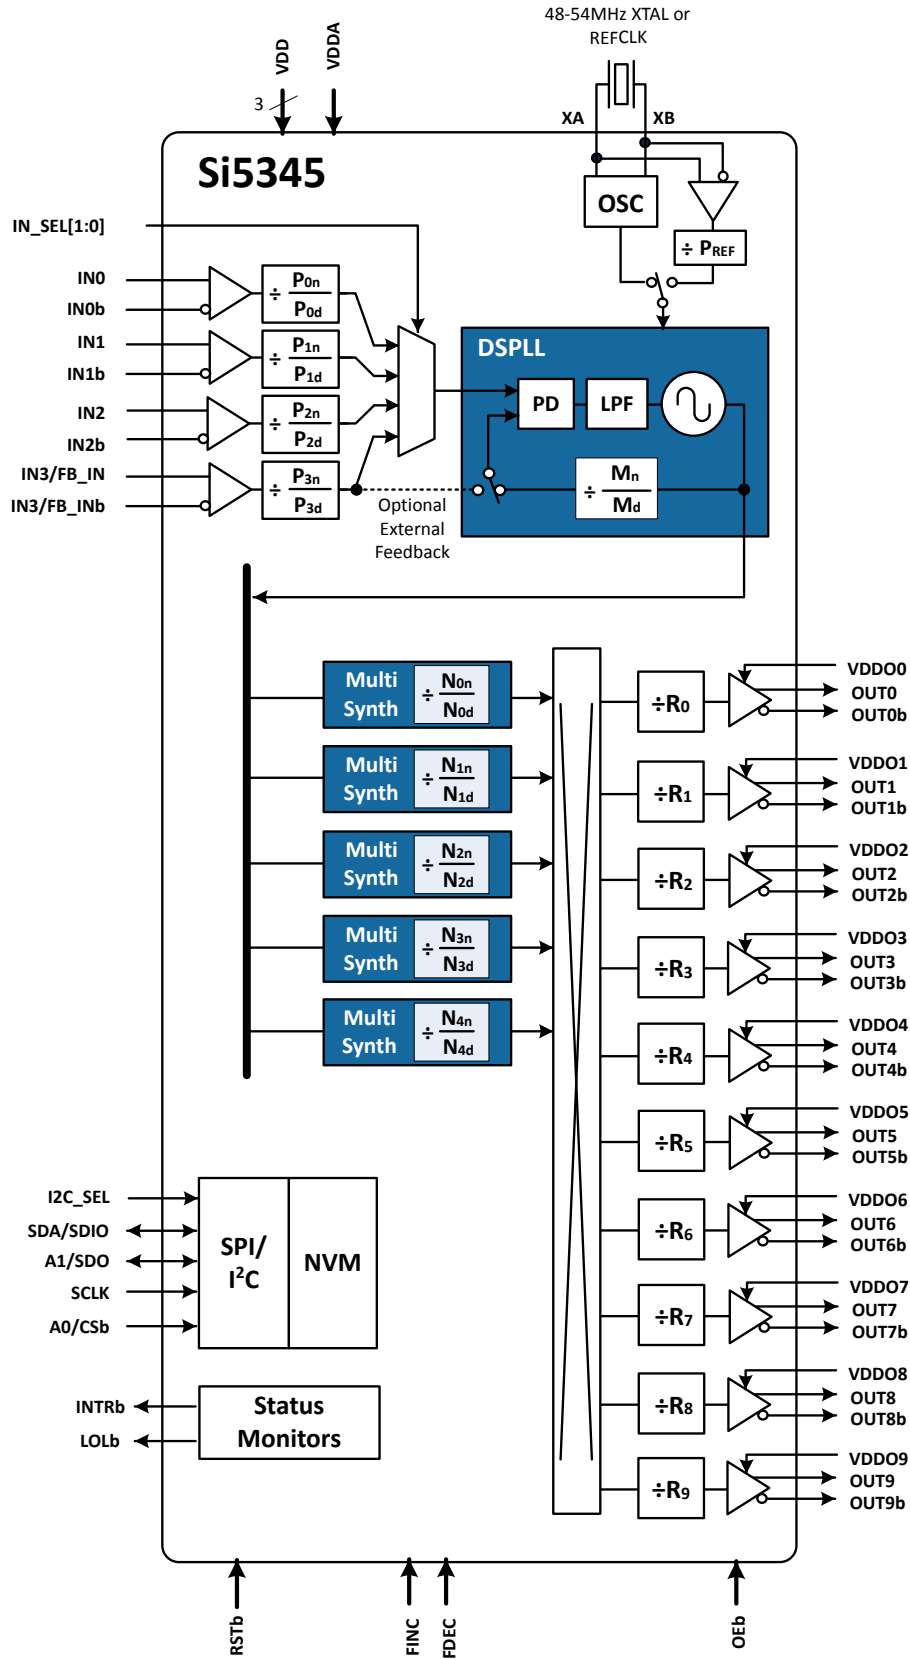 48-54MHz XTAL or
REFCLK
VDD
VDDA
3
XA
XB
Si5345
OSC
÷ PREF
IN_SEL[1:0]
IN0
IN0b
÷ P0n
P0d
IN1
IN1b
÷ P1n
P1d
IN2
IN2b
÷ P2n
P2d
IN3/FB_IN
IN3/FB_INb
÷ P3n
P3d
DSPLL
PD
LPF
÷ Mn
Md
Optional
External
Feedback
Multi
Synth
÷ N0n
N0d
Multi
Synth
÷ N1n
N1d
Multi
Synth
÷ N2n
N2d
Multi
Synth
÷ N3n
N3d
Multi
Synth
÷ N4n
N4d
÷R0
VDDO0
OUT0
OUT0b
÷R1
VDDO1
OUT1
OUT1b
÷R2
VDDO2
OUT2
OUT2b
÷R3
VDDO3
OUT3
OUT3b
÷R4
VDDO4
OUT4
OUT4b
÷R5
VDDO5
OUT5
OUT5b
÷R6
VDDO6
OUT6
OUT6b
÷R7
VDDO7
OUT7
OUT7b
÷R8
VDDO8
OUT8
OUT8b
÷R9
VDDO9
OUT9
OUT9b
I2C_SEL
SDA/SDIO
A1/SDO
SCLK
A0/CSb
SPI/
I²C
NVM
INTRb
LOLb
Status
Monitors
RSTb
FINC
FDEC
OEb